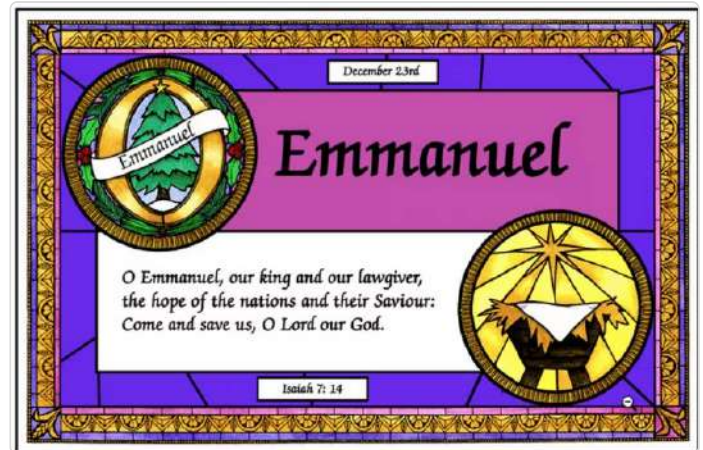 December 23rd
Emmanuel
Emmanuel
O Emmanuel, our king and our lawgiver,
the hope of the nations and their Saviour:
Come and save us, O Lord our God.
Isaiah 7: 14